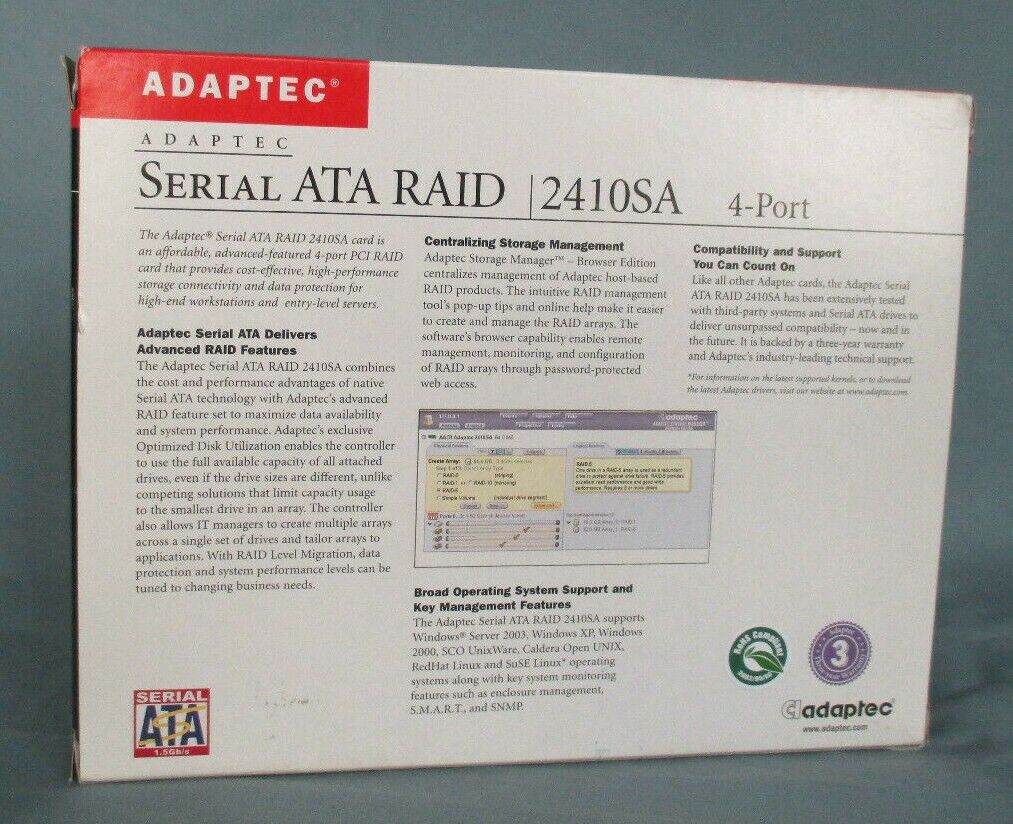 ADAPTEC®
ADAPTEC
SERIAL ATA RAID | 2410SA 4-Port
The Adaptec® Serial ATA RAID 2410SA card is
an affordable, advanced-featured 4-port PCI RAID
card that provides cost-effective, high-performance
storage connectivity and data protection for
high-end workstations and entry-level servers.
Adaptec Serial ATA Delivers
Advanced RAID Features
The Adaptec Serial ATA RAID 2410SA combines
the cost and performance advantages of native
Serial ATA technology with Adaptec's advanced
RAID feature set to maximize data availability
and system performance. Adaptec's exclusive
Optimized Disk Utilization enables the controller
to use the full available capacity of all attached
drives, even if the drive sizes are different, unlike
competing solutions that limit capacity usage
to the smallest drive in an array. The controller
also allows IT managers to create multiple arrays
across a single set of drives and tailor arrays to
applications. With RAID Level Migration, data
protection and system performance levels can be
tuned to changing business needs.
SERIAL
ATA
1.5Gb/s
Centralizing Storage Management
Adaptec Storage Manager™ – Browser Edition
centralizes management of Adaptec host-based
RAID products. The intuitive RAID management
tool's pop-up tips and online help make it easier
to create and manage the RAID arrays. The
software's browser capability enables remote
management, monitoring, and configuration
of RAID arrays through password-protected
web access.
adaptec
Create Array:
RAID-5
Broad Operating System Support and
Key Management Features
The Adaptec Serial ATA RAID 2410SA supports
Windows® Server 2003, Windows XP, Windows
2000, SCO UnixWare, Caldera Open UNIX,
RedHat Linux and SuSE Linux* operating
systems along with key system monitoring
features such as enclosure management,
S.M.A.R.T., and SNMP.
Compatibility and Support
You Can Count On
Like all other Adaptec cards, the Adaptec Serial
ATA RAID 2410SA has been extensively tested
with third-party systems and Serial ATA drives to
deliver unsurpassed compatibility – now and in
the future. It is backed by a three-year warranty
and Adaptec's industry-leading technical support.
*For information on the latest supported kernels, or to download
the latest Adaptec drivers, visit our website at www.adaptec.com.
RoHS Compliant
2002/95/EC
Adaptec
3
Three Year Warranty
adaptec
www.adaptec.com